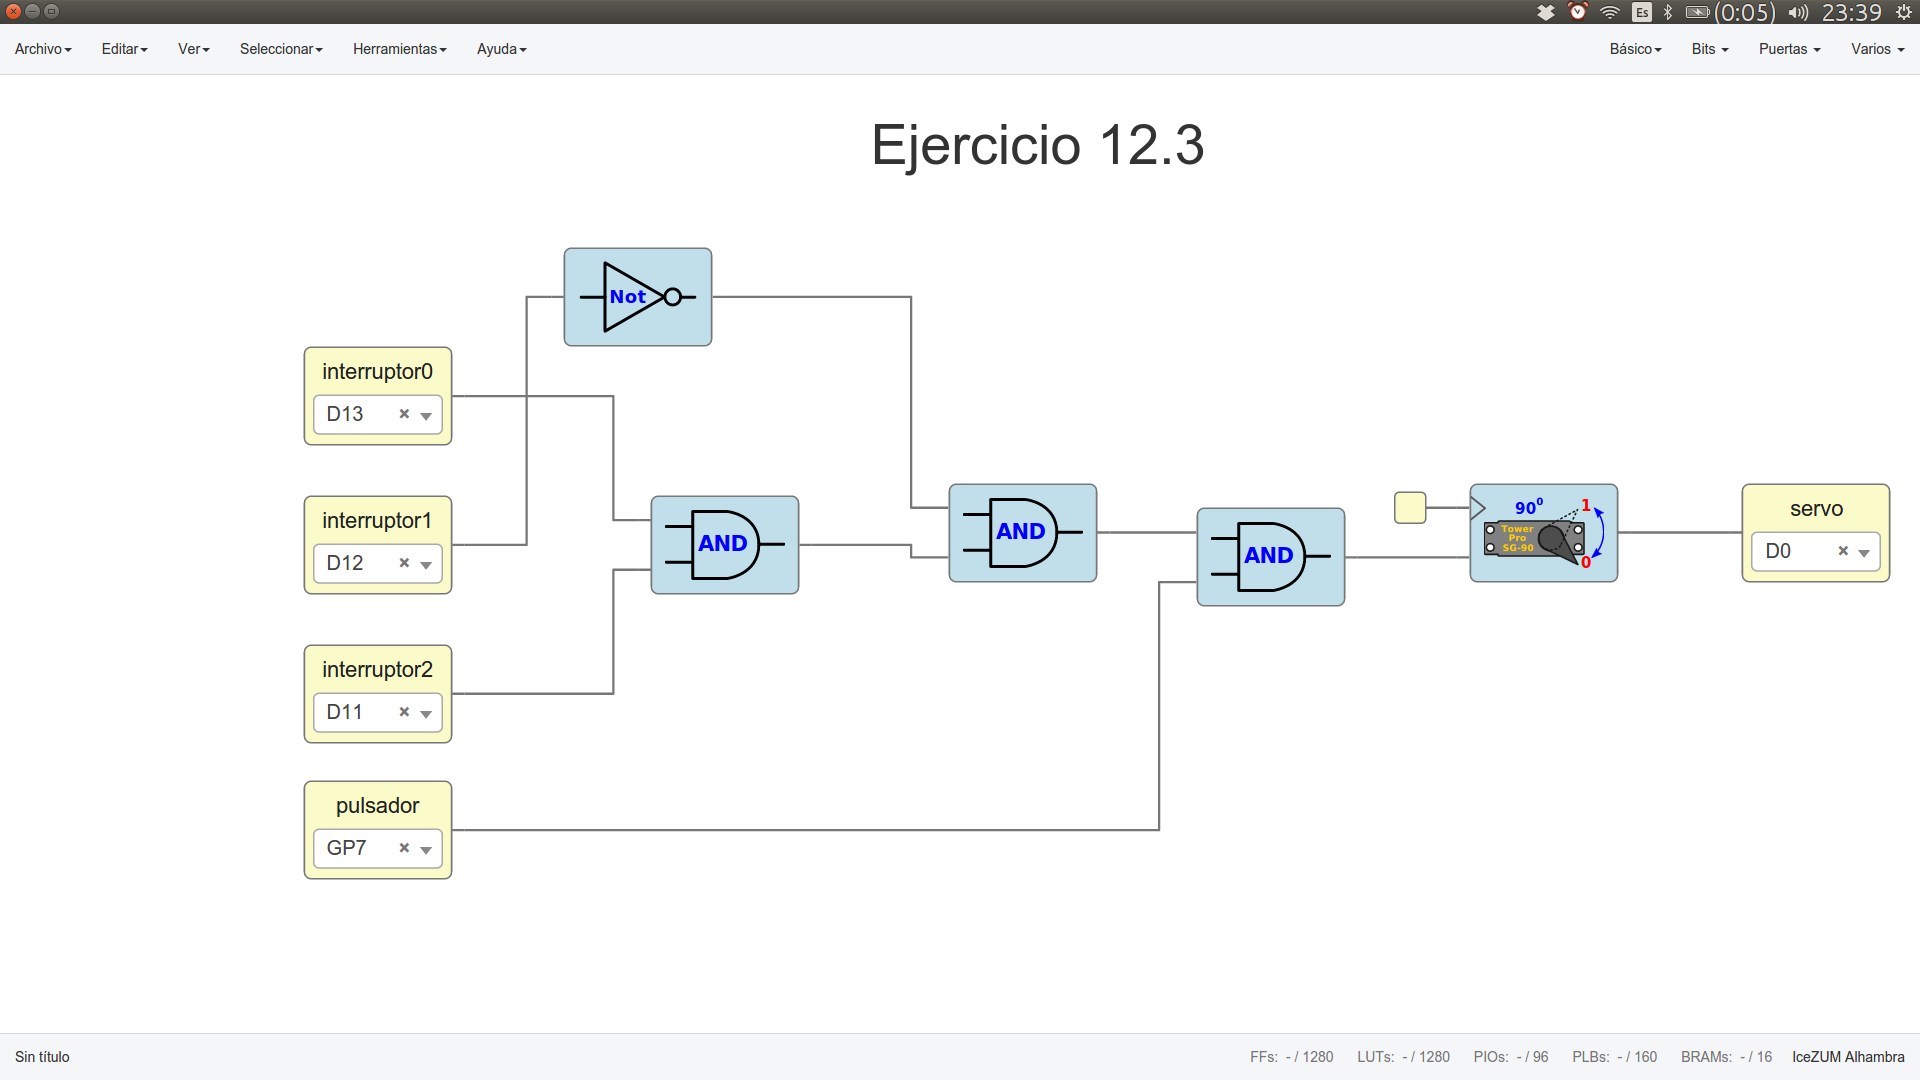 Es (0:05) 23:39
Archivo Editar Ver Seleccionar Herramientas Ayuda Básico Bits Puertas Varios
Ejercicio 12.3
Not
interruptor0
D13
interruptor1
D12
AND
AND
AND
90⁰ 1
Tower
Pro
SG-90
0
servo
D0
interruptor2
D11
pulsador
GP7
Sin título FFs: - / 1280 LUTs: - / 1280 PIOs: - / 96 PLBs: - / 160 BRAMs: - / 16 IceZUM Alhambra